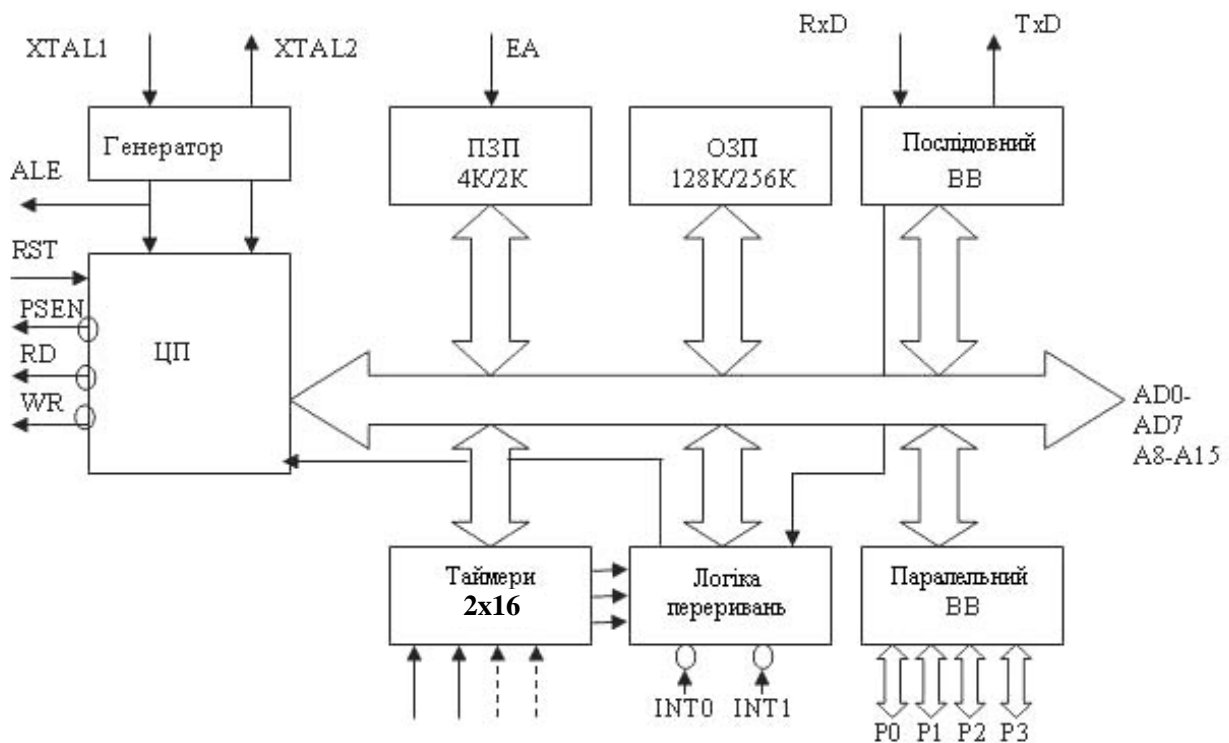 XTAL1
XTAL2
EA
RxD
TxD
Генератор
ПЗП
4К/2К
ОЗП
128К/256К
Послідовний
ВВ
ALE
RST
PSEN
RD
WR
ЦП
AD0-
AD7
A8-A15
Таймери
2x16
Логіка
переривань
Паралельний
ВВ
INT0
INT1
P0
P1
P2
P3